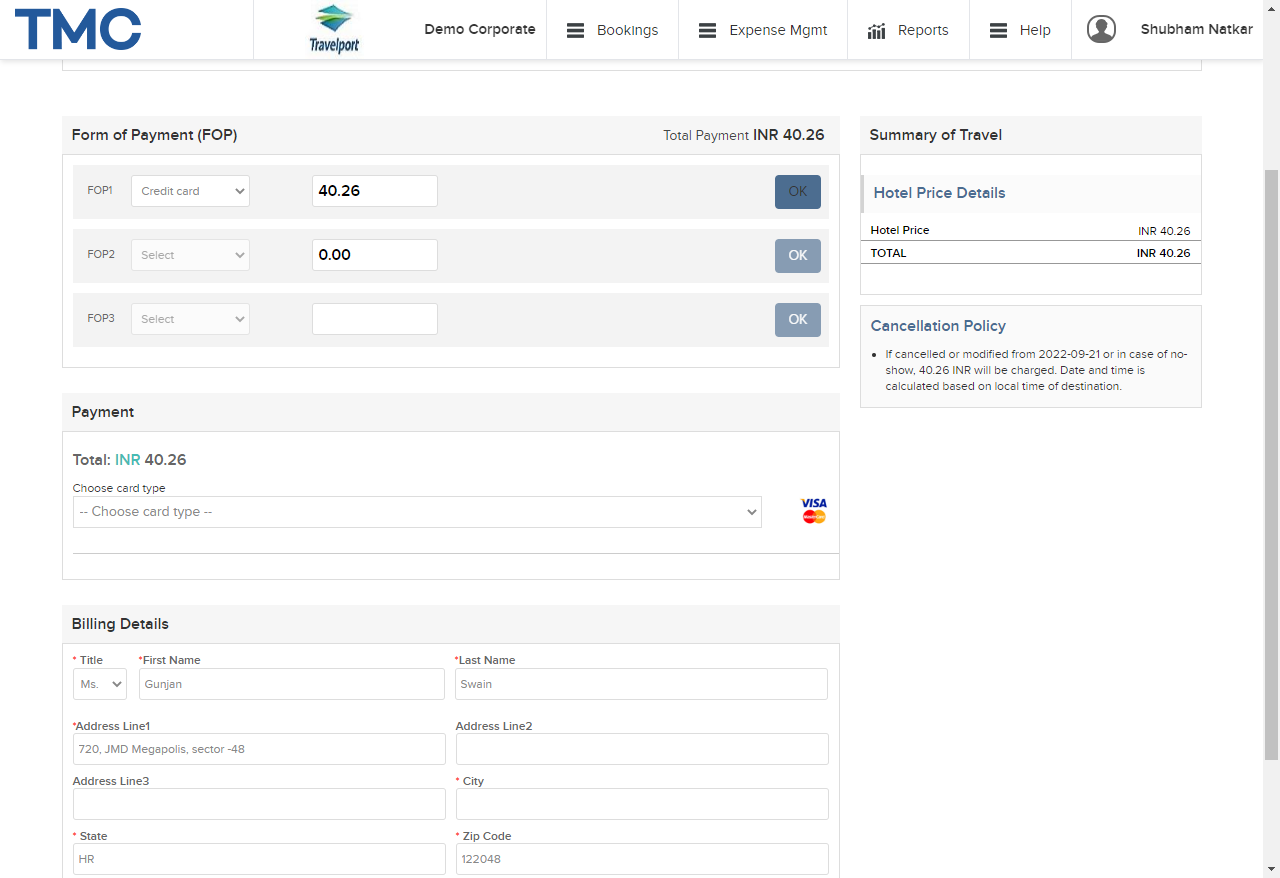 TMC
Travelport
Demo Corporate
Bookings
Expense Mgmt
Reports
Help
Shubham Natkar
Form of Payment (FOP)
Total Payment INR 40.26
FOP1
Credit card
40.26
OK
FOP2
Select
0.00
OK
FOP3
Select
OK
Payment
Total: INR 40.26
Choose card type
-- Choose card type --
VISA
MasterCard
Billing Details
* Title
*First Name
*Last Name
Ms.
Gunjan
Swain
*Address Line1
Address Line2
720, JMD Megapolis, sector -48
Address Line3
* City
* State
* Zip Code
HR
122048
Summary of Travel
Hotel Price Details
Hotel Price
INR 40.26
TOTAL
INR 40.26
Cancellation Policy
If cancelled or modified from 2022-09-21 or in case of no-
show, 40.26 INR will be charged. Date and time is
calculated based on local time of destination.